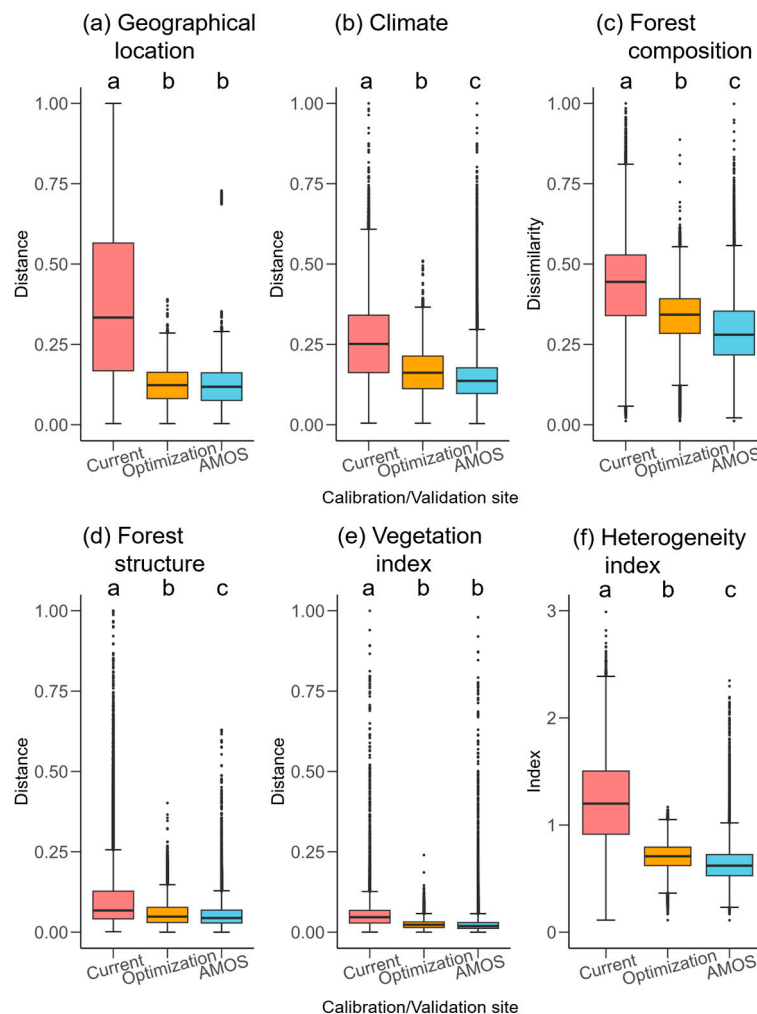 (a) Geographical
location
a b b
1.00
0.75
0.50
0.25
0.00
Distance
Current
Optimization
AMOS
(b) Climate
a b c
1.00
0.75
0.50
0.25
0.00
Distance
Current
Optimization
AMOS
Calibration/Validation site
(c) Forest
composition
a b c
1.00
0.75
0.50
0.25
0.00
Dissimilarity
Current
Optimization
AMOS
(d) Forest
structure
a b c
1.00
0.75
0.50
0.25
0.00
Distance
Current
Optimization
AMOS
(e) Vegetation
index
a b b
1.00
0.75
0.50
0.25
0.00
Distance
Current
Optimization
AMOS
Calibration/Validation site
(f) Heterogeneity
index
a b c
3
2
1
0
Index
Current
Optimization
AMOS